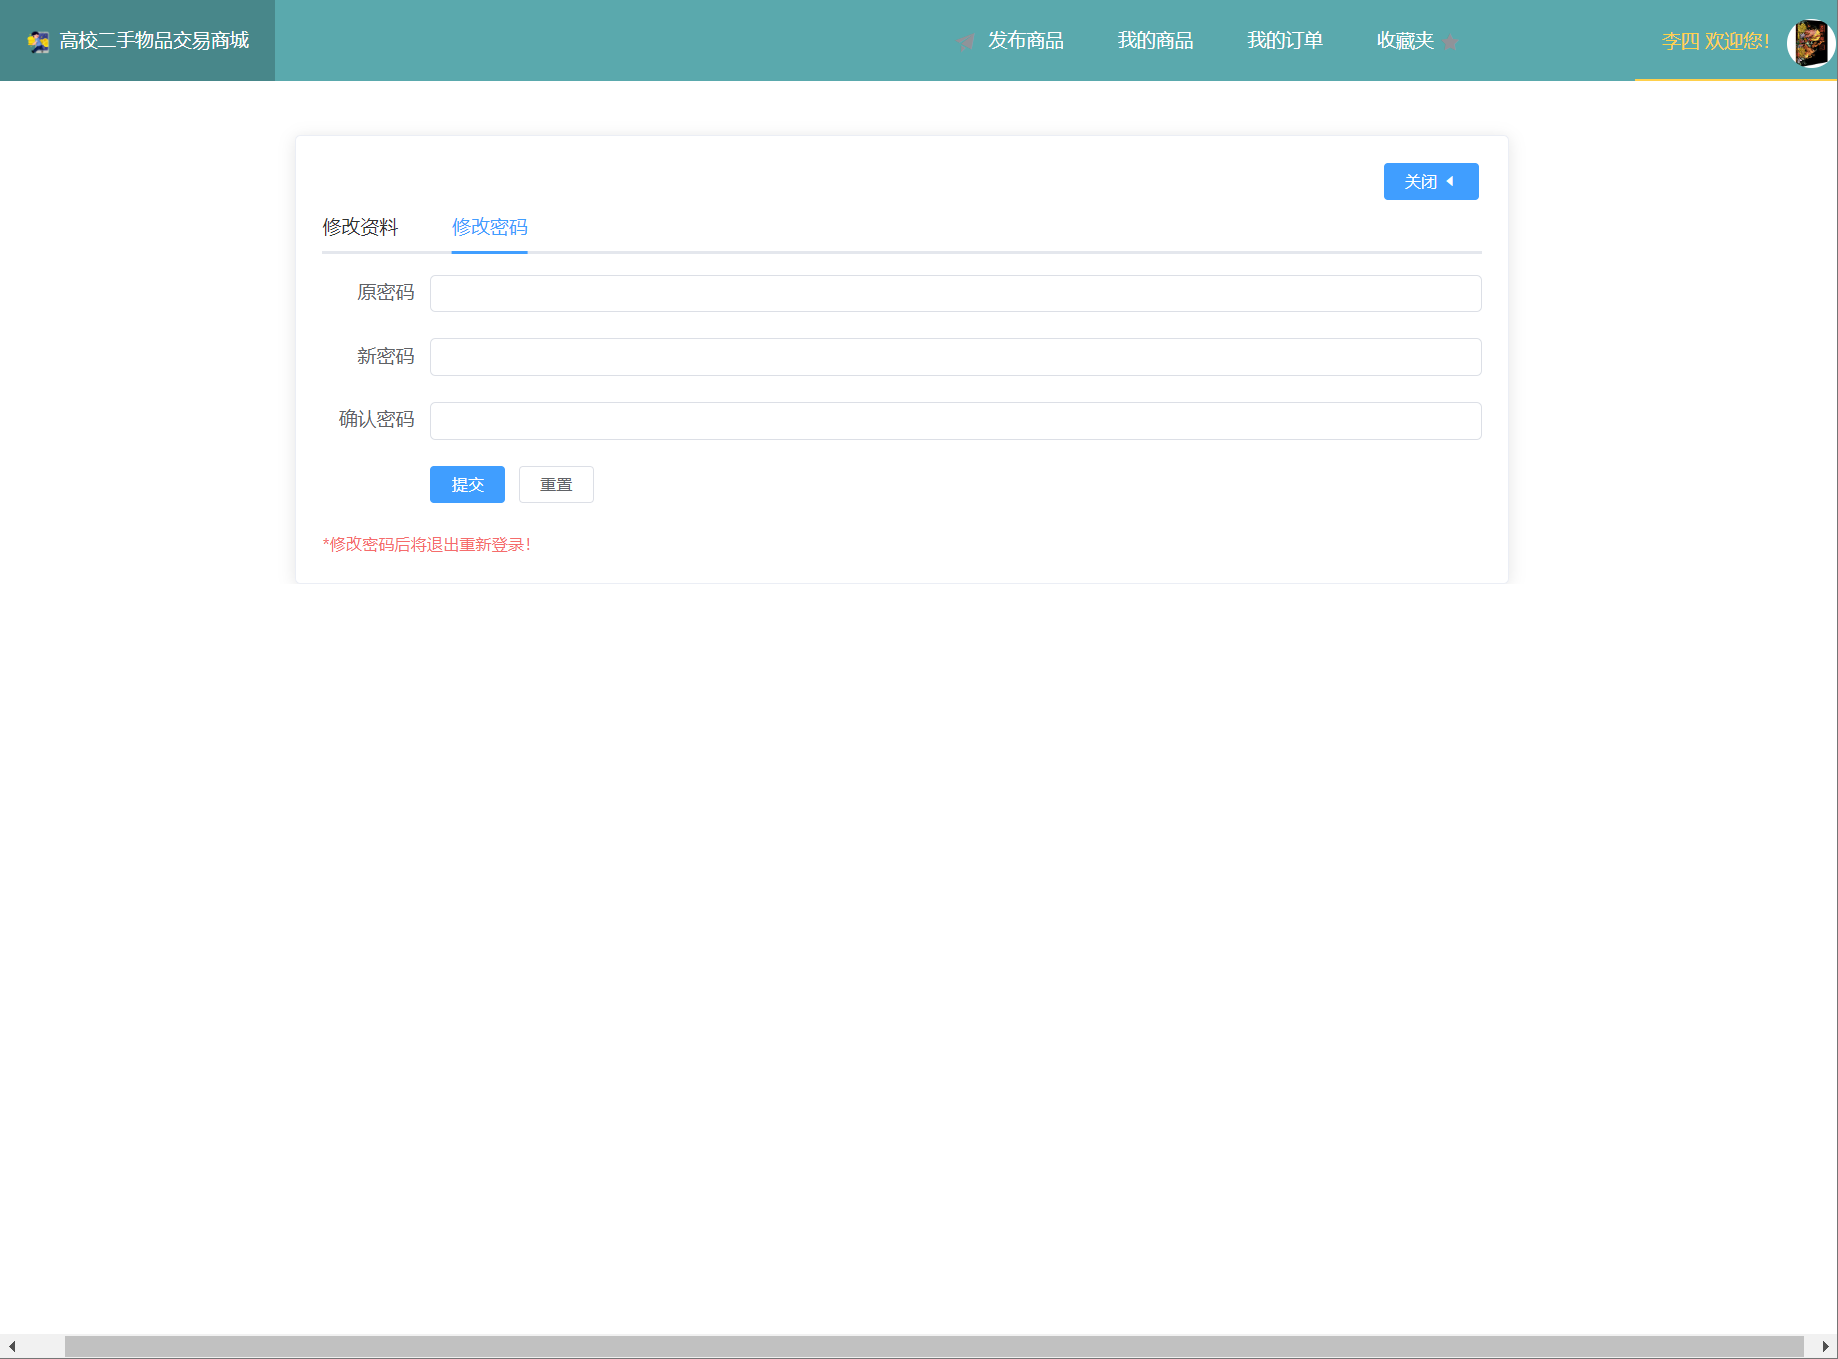 高校二手物品交易商城
发布商品
我的商品
我的订单
收藏夹
李四 欢迎您!
关闭
修改资料
修改密码
原密码
新密码
确认密码
提交
重置
*修改密码后将退出重新登录!